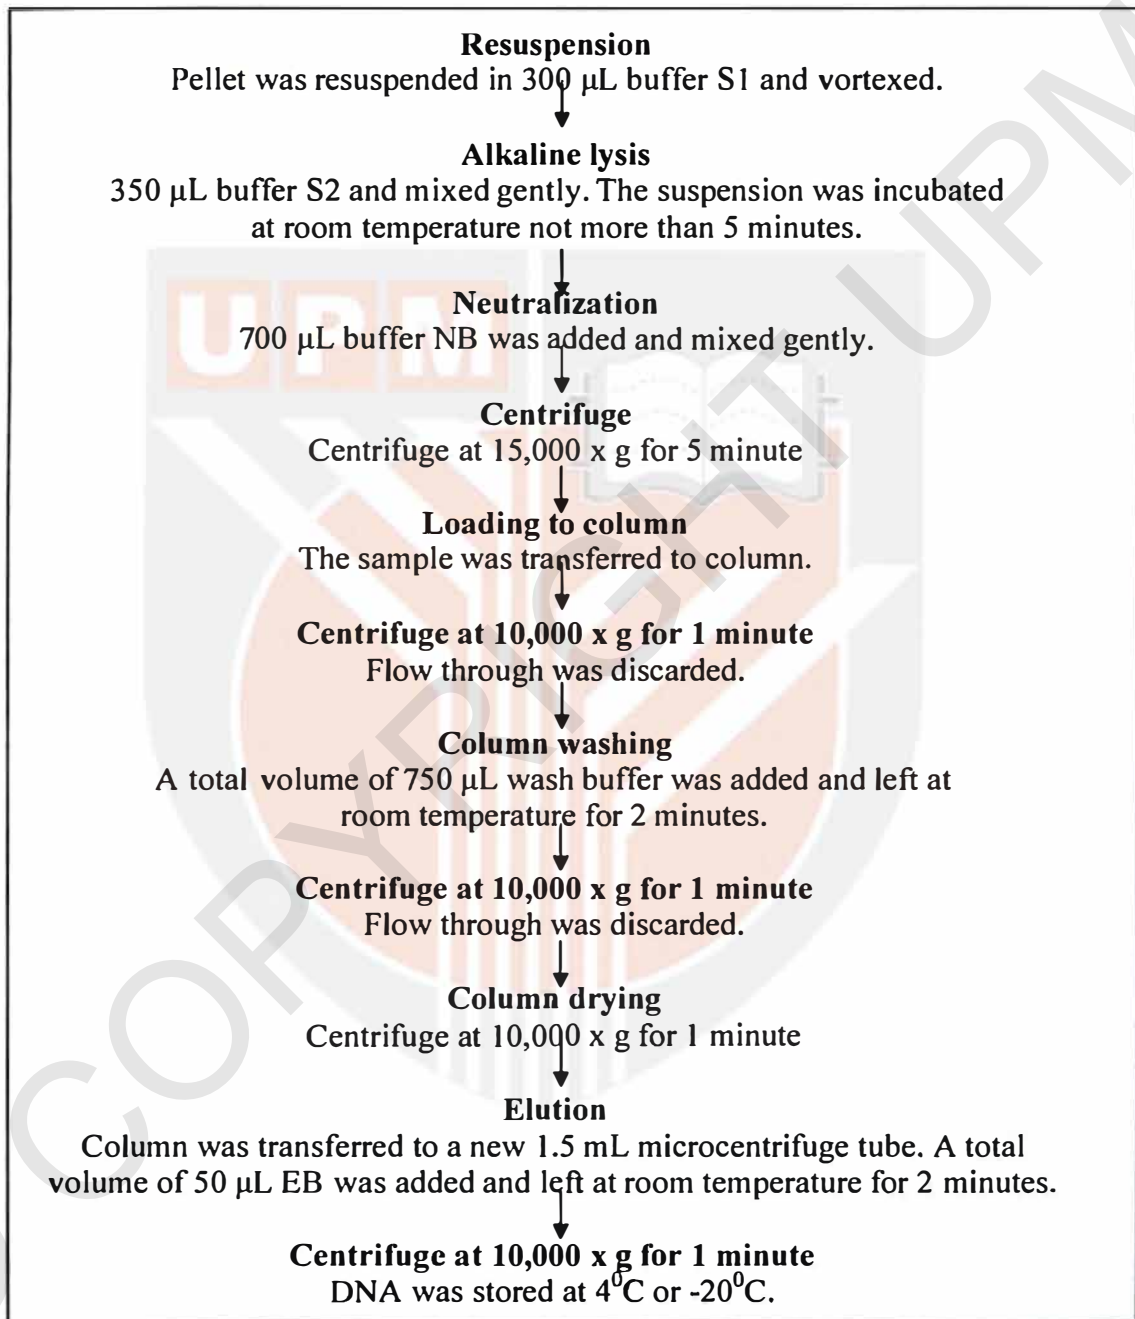 Resuspension
Pellet was resuspended in 300 µL buffer S1 and vortexed.
Alkaline lysis
350 µL buffer S2 and mixed gently. The suspension was incubated
at room temperature not more than 5 minutes.
Neutralization
700 µL buffer NB was added and mixed gently.
Centrifuge
Centrifuge at 15,000 x g for 5 minute
Loading to column
The sample was transferred to column.
Centrifuge at 10,000 x g for 1 minute
Flow through was discarded.
Column washing
A total volume of 750 µL wash buffer was added and left at
room temperature for 2 minutes.
Centrifuge at 10,000 x g for 1 minute
Flow through was discarded.
Column drying
Centrifuge at 10,000 x g for 1 minute
Elution
Column was transferred to a new 1.5 mL microcentrifuge tube. A total
volume of 50 µL EB was added and left at room temperature for 2 minutes.
Centrifuge at 10,000 x g for 1 minute
DNA was stored at 4⁰C or -20⁰C.
UPM
COPYRIGHT UPM